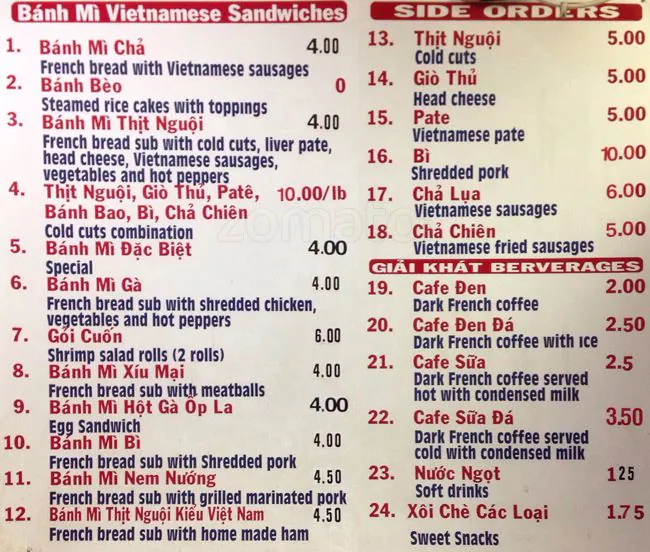 Bánh Mì Vietnamese Sandwiches
1. Bánh Mì Chả 4.00
French bread with Vietnamese sausages
2. Bánh Bèo 0
Steamed rice cakes with toppings
3. Bánh Mì Thịt Nguội 4.00
French bread sub with cold cuts, liver pate,
head cheese, Vietnamese sausages,
vegetables and hot peppers
4. Thịt Nguội, Giò Thủ, Patê, 10.00/lb
Bánh Bao, Bì, Chả Chiên
Cold cuts combination
5. Bánh Mì Đặc Biệt 4.00
Special
6. Bánh Mì Gà 4.00
French bread sub with shredded chicken,
vegetables and hot peppers
7. Gỏi Cuốn 6.00
Shrimp salad rolls (2 rolls)
8. Bánh Mì Xíu Mại 4.00
French bread sub with meatballs
9. Bánh Mì Hột Gà Ốp La 4.00
Egg Sandwich
10. Bánh Mì Bì 4.00
French bread sub with Shredded pork
11. Bánh Mì Nem Nướng 4.50
French bread sub with grilled marinated pork
12. Bánh Mì Thịt Nguội Kiểu Việt Nam 4.50
French bread sub with home made ham
SIDE ORDERS
13. Thịt Nguội 5.00
Cold cuts
14. Giò Thủ 5.00
Head cheese
15. Pate 5.00
Vietnamese pate
16. Bì 10.00
Shredded pork
17. Chả Lụa 6.00
Vietnamese sausages
18. Chả Chiên 5.00
Vietnamese fried sausages
GIẢI KHÁT BERVERAGES
19. Cafe Đen 2.00
Dark French coffee
20. Cafe Đen Đá 2.50
Dark French coffee with ice
21. Cafe Sữa 2.5
Dark French coffee served
hot with condensed milk
22. Cafe Sữa Đá 3.50
Dark French coffee served
cold with condensed milk
23. Nước Ngọt 1.25
Soft drinks
24. Xôi Chè Các Loại 1.75
Sweet Snacks
zomato